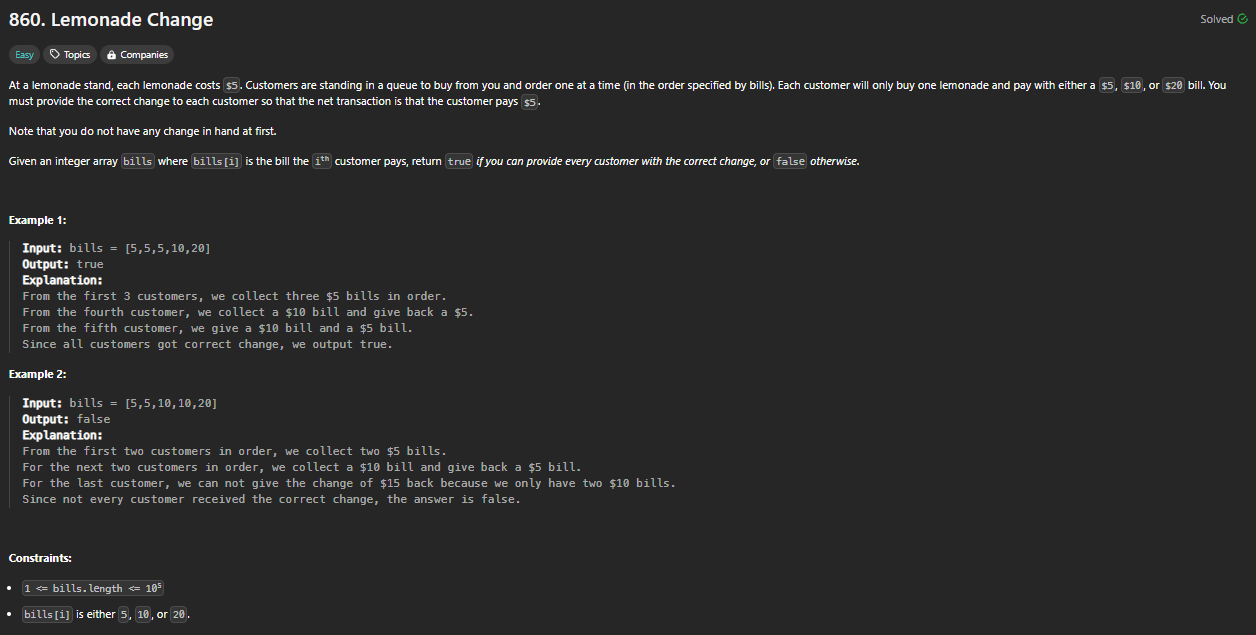 860. Lemonade Change
Solved
Easy Topics Companies
At a lemonade stand, each lemonade costs $5. Customers are standing in a queue to buy from you and order one at a time (in the order specified by bills). Each customer will only buy one lemonade and pay with either a $5, $10, or $20 bill. You
must provide the correct change to each customer so that the net transaction is that the customer pays $5.
Note that you do not have any change in hand at first.
Given an integer array bills where bills[i] is the bill the iᵗʰ customer pays, return true if you can provide every customer with the correct change, or false otherwise.
Example 1:
Input: bills = [5,5,5,10,20]
Output: true
Explanation:
From the first 3 customers, we collect three $5 bills in order.
From the fourth customer, we collect a $10 bill and give back a $5.
From the fifth customer, we give a $10 bill and a $5 bill.
Since all customers got correct change, we output true.
Example 2:
Input: bills = [5,5,10,10,20]
Output: false
Explanation:
From the first two customers in order, we collect two $5 bills.
For the next two customers in order, we collect a $10 bill and give back a $5 bill.
For the last customer, we can not give the change of $15 back because we only have two $10 bills.
Since not every customer received the correct change, the answer is false.
Constraints:
• 1 <= bills.length <= 10⁵
• bills[i] is either 5, 10, or 20.